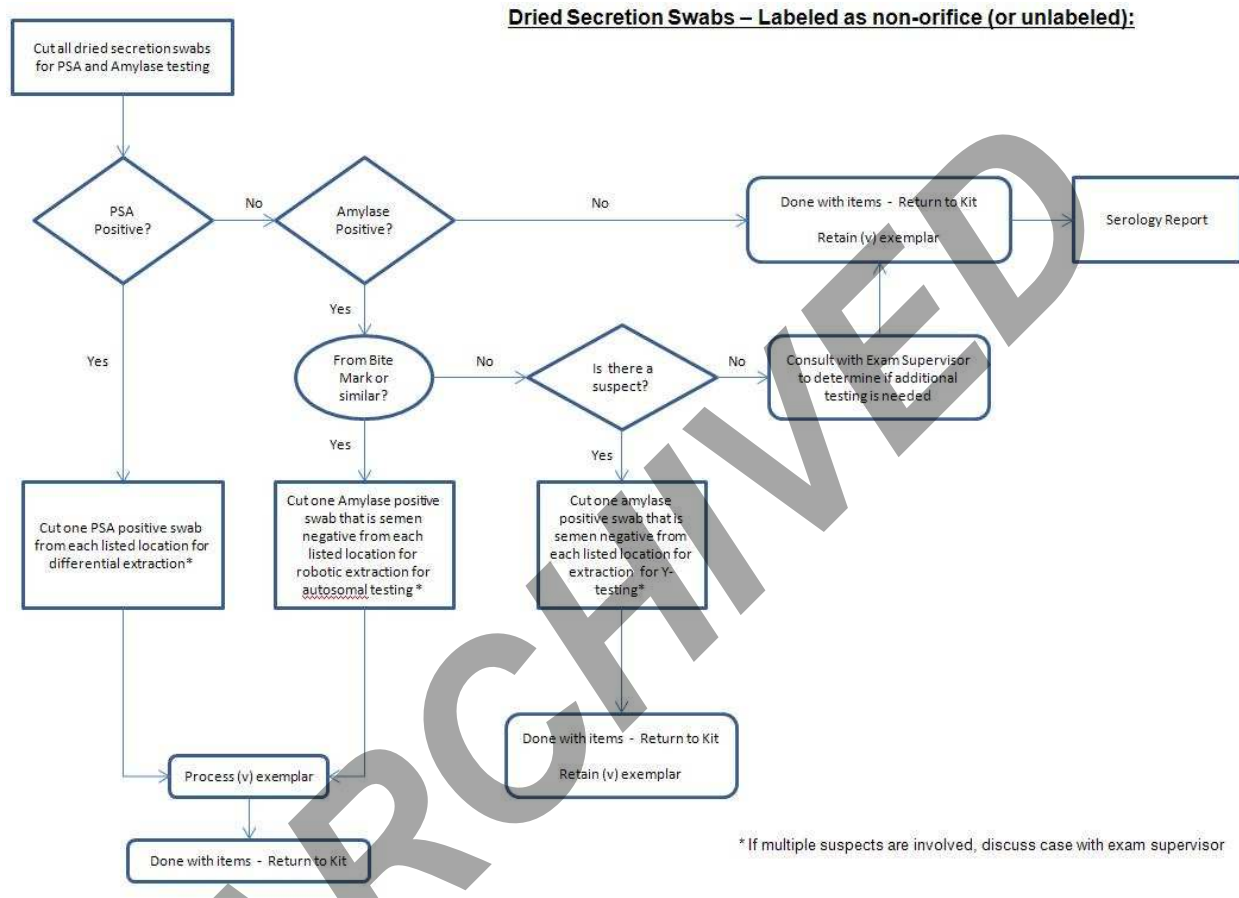 Dried Secretion Swabs – Labeled as non-orifice (or unlabeled):
Cut all dried secretion swabs
for PSA and Amylase testing
PSA
Positive?
No
Amylase
Positive?
No
Done with items - Return to Kit
Retain (v) exemplar
Serology Report
Yes
Yes
From Bite
Mark or
similar?
No
Is there a
suspect?
No
Consult with Exam Supervisor
to determine if additional
testing is needed
Yes
Yes
Cut one PSA positive swab
from each listed location for
differential extraction*
Cut one Amylase positive
swab that is semen
negative from each
listed location for
robotic extraction for
autosomal testing *
Cut one amylase
positive swab that is
semen negative from
each listed location for
extraction for Y-
testing*
Done with items - Return to Kit
Retain (v) exemplar
Process (v) exemplar
Done with items - Return to Kit
* If multiple suspects are involved, discuss case with exam supervisor
ARCHIVED